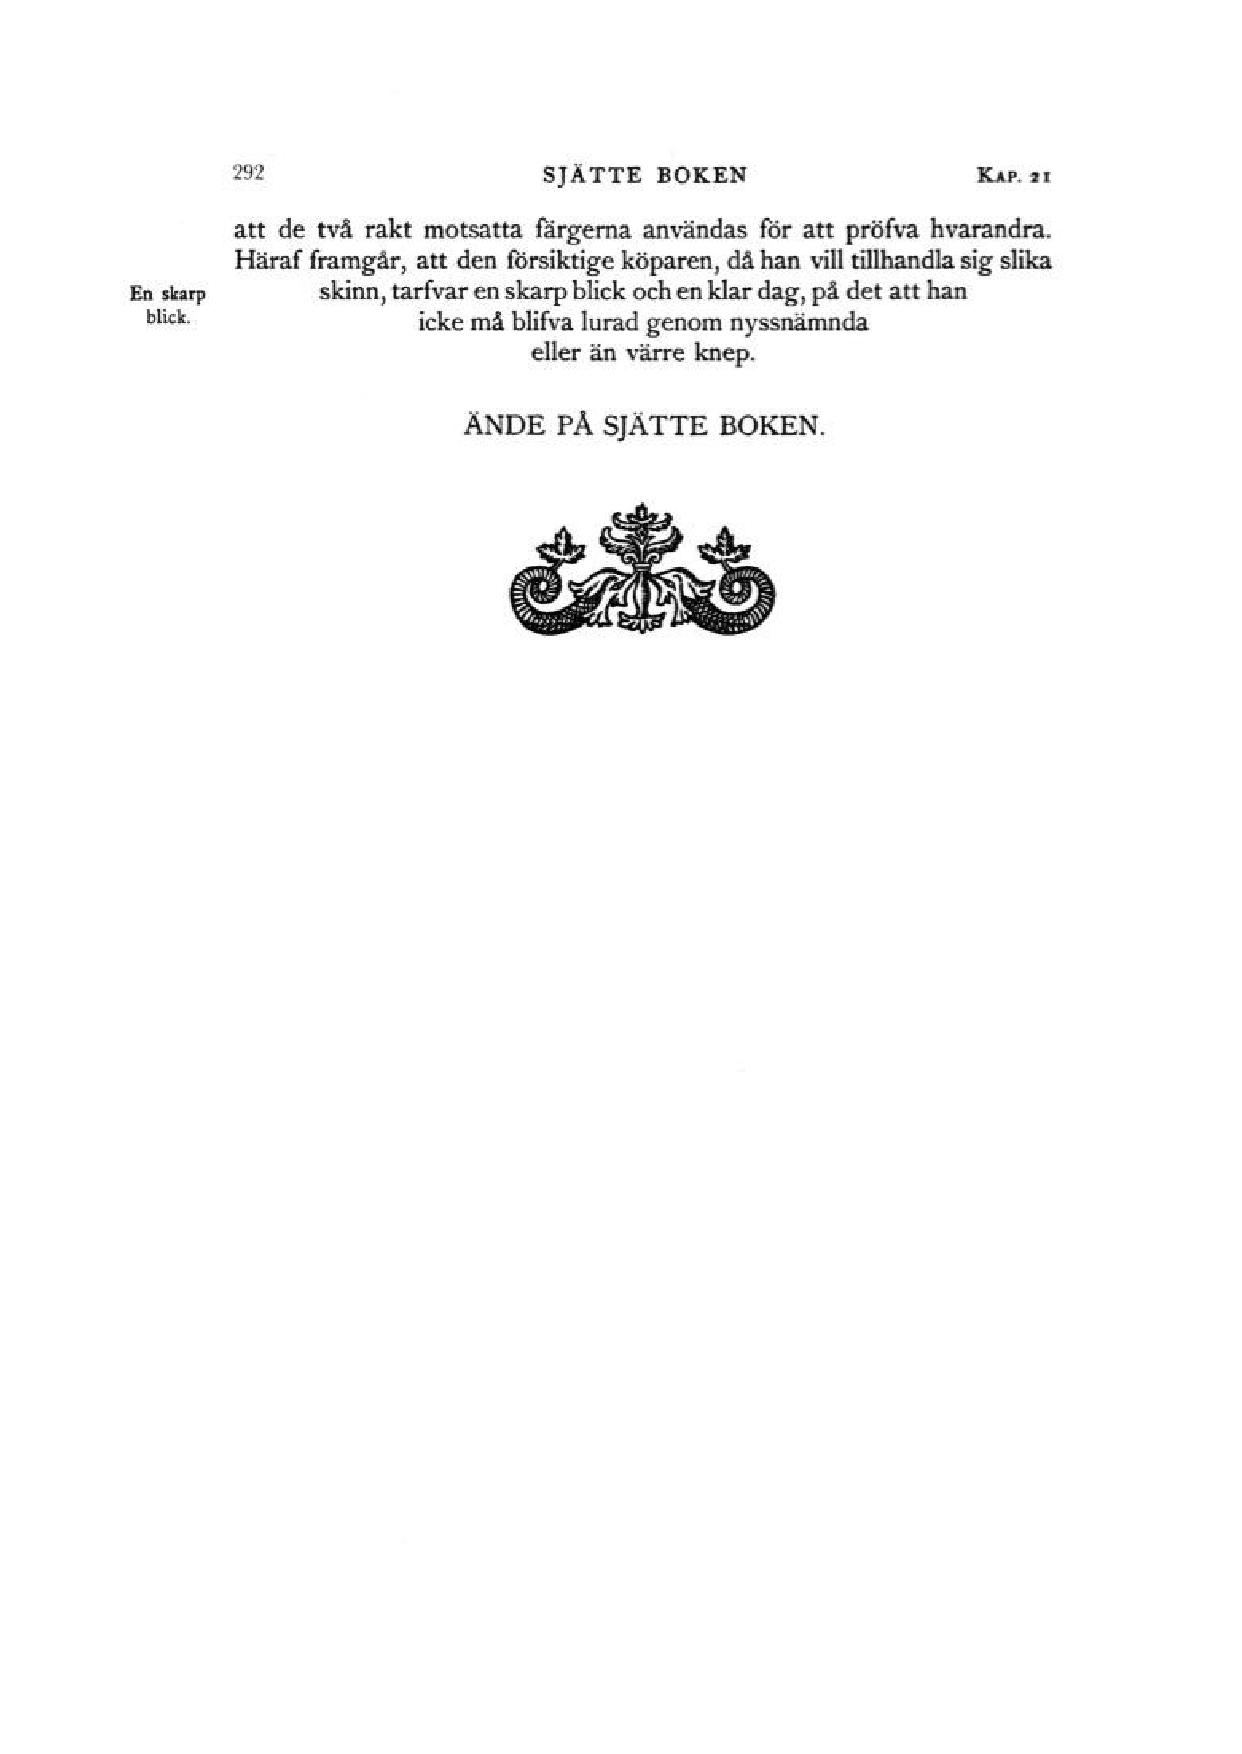 292 SJÄTTE BOKEN KAP. 21
att de två rakt motsatta färgerna användas för att pröfva hvarandra.
Häraf framgår, att den försiktige köparen, då han vill tillhandla sig slika
En skarp
blick.
skinn, tarfvar en skarp blick och en klar dag, på det att han
icke må blifva lurad genom nyssnämnda
eller än värre knep.
ÄNDE PÅ SJÄTTE BOKEN.